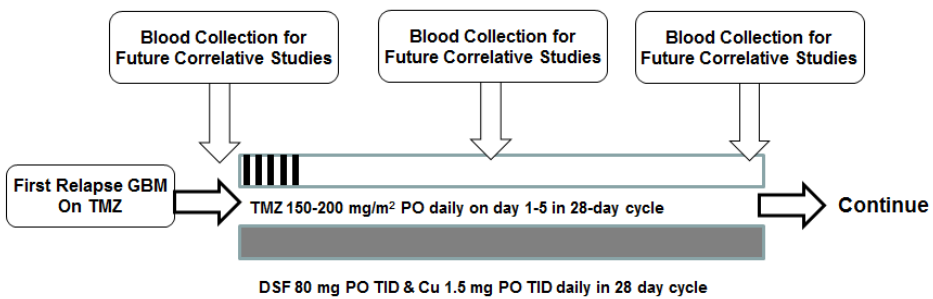 Blood Collection for
Future Correlative Studies
Blood Collection for
Future Correlative Studies
Blood Collection for
Future Correlative Studies
First Relapse GBM
On TMZ
TMZ 150-200 mg/m² PO daily on day 1-5 in 28-day cycle
Continue
DSF 80 mg PO TID & Cu 1.5 mg PO TID daily in 28 day cycle